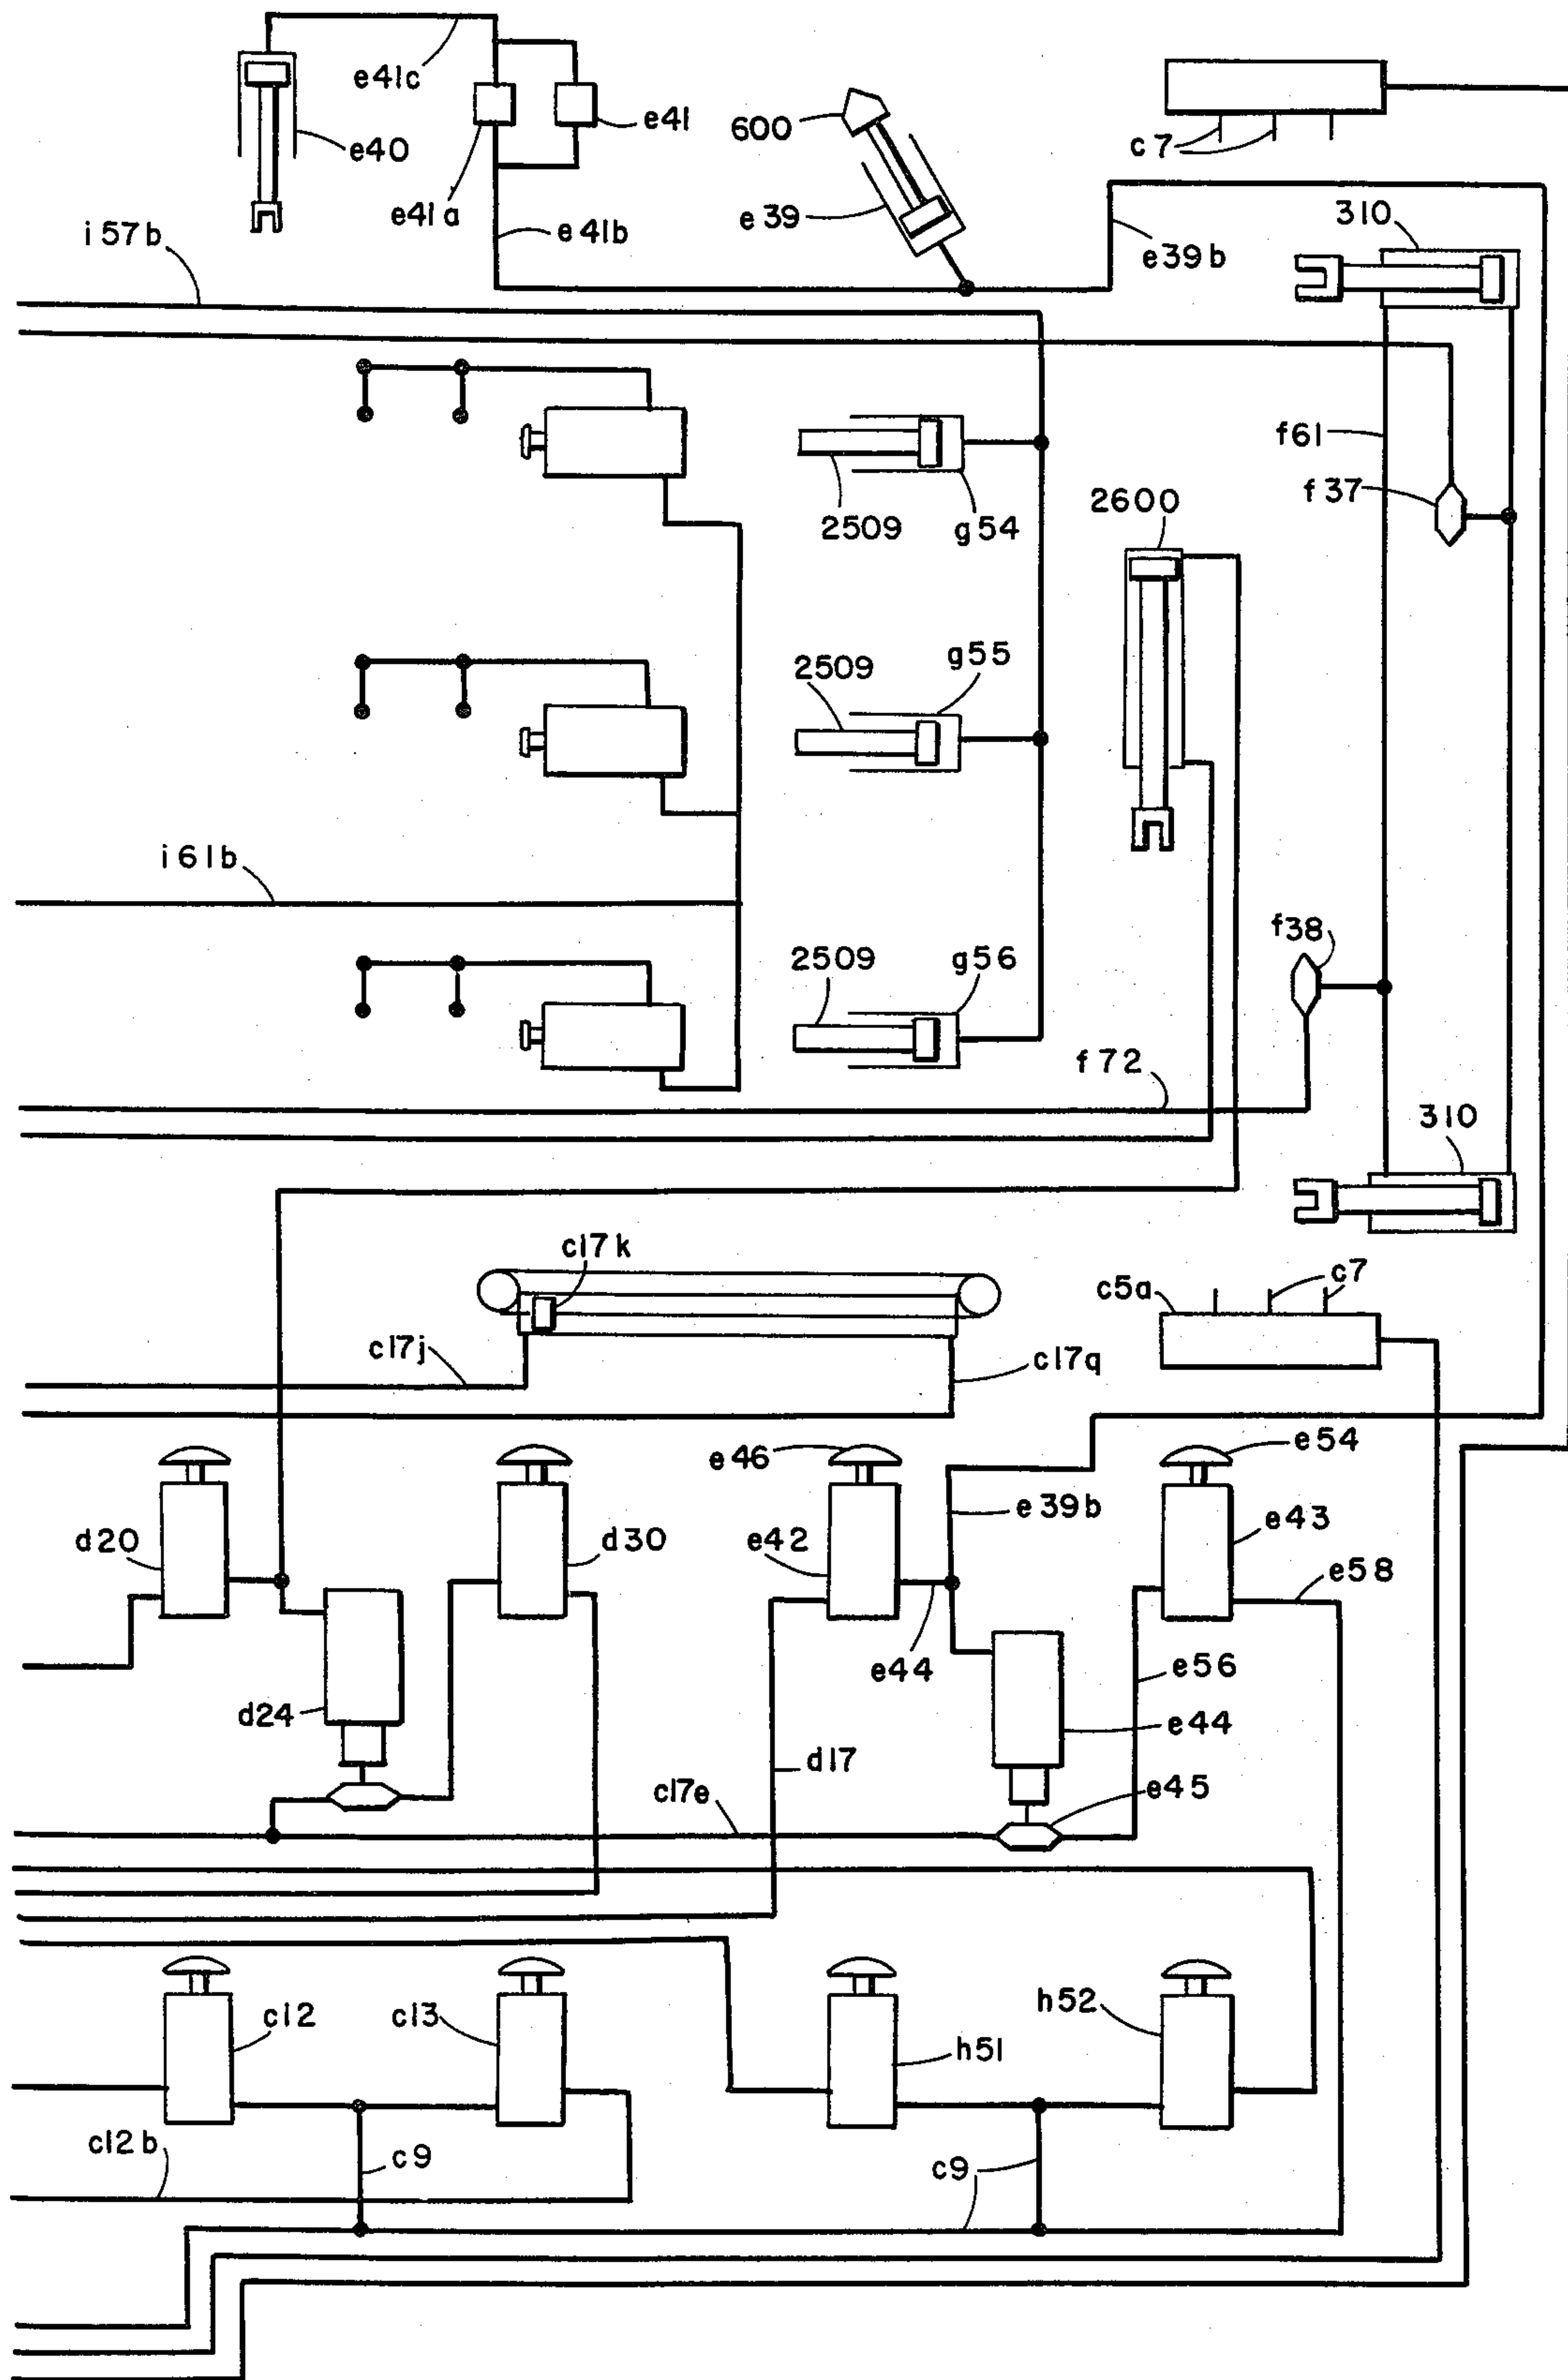 e41c
e40
e41a
e41
e41b
600
e39
c7
e39b
310
i57b
2509
g54
f61
f37
2600
2509
g55
i61b
2509
g56
f38
f72
310
c17k
c17j
c17q
c5a
c7
d20
d30
e46
e39b
e54
e42
e43
e58
e44
e56
d24
d17
e44
c17e
e45
c12
c13
h51
h52
c12b
c9
c9